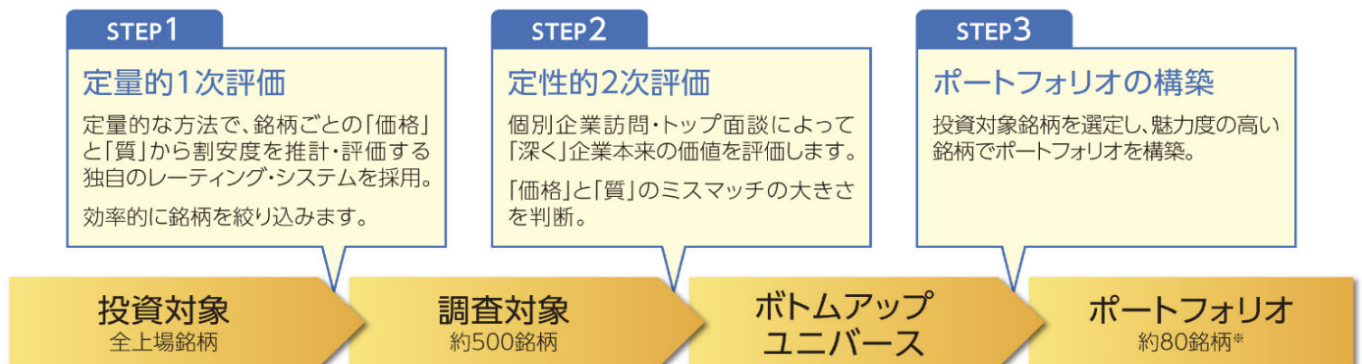 STEP1
定量的1次評価
定量的な方法で、銘柄ごとの「価格」
と「質」から割安度を推計・評価する
独自のレーティング・システムを採用。
効率的に銘柄を絞り込みます。
STEP2
定性的2次評価
個別企業訪問・トップ面談によって
「深く」企業本来の価値を評価します。
「価格」と「質」のミスマッチの大きさ
を判断。
STEP3
ポートフォリオの構築
投資対象銘柄を選定し、魅力度の高い
銘柄でポートフォリオを構築。
投資対象
全上場銘柄
調査対象
約500銘柄
ボトムアップ
ユニバース
ポートフォリオ
約80銘柄※